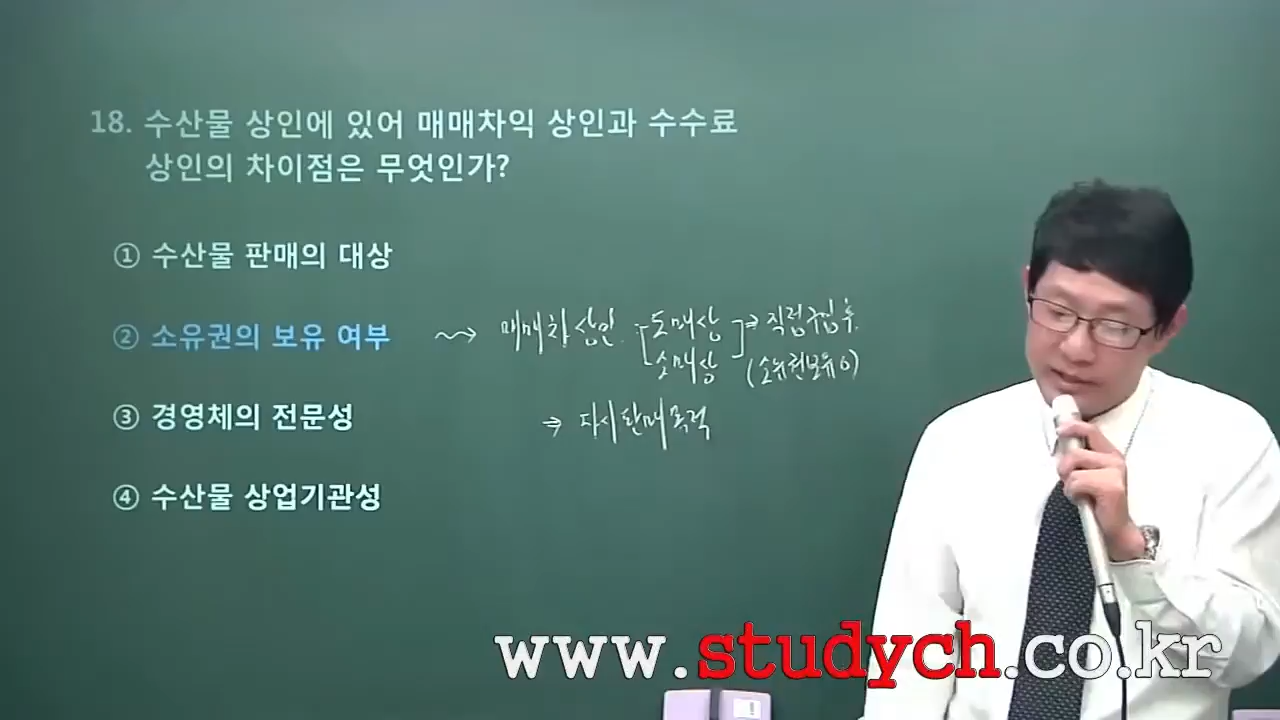 18. 수산물 상인에 있어 매매차익 상인과 수수료
상인의 차이점은 무엇인가?
① 수산물 판매의 대상
② 소유권의 보유 여부
매매차 상인 : 도매상 ⇒ 직접구입 후.
소매상 (소유권보유 o)
⇒ 다시 판매 목적
③ 경영체의 전문성
④ 수산물 상업기관성
www.studych.co.kr